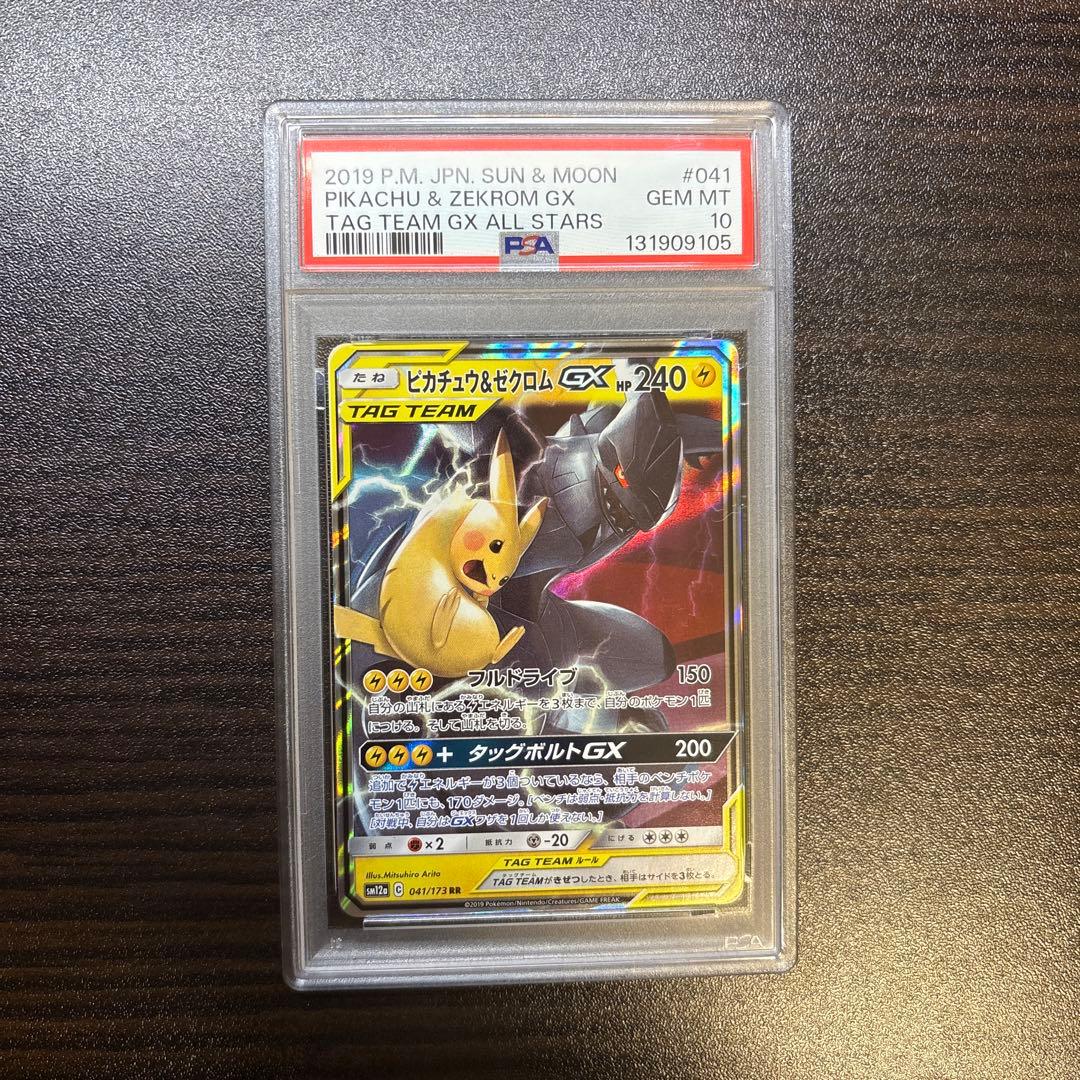 2019 P.M. JPN. SUN & MOON #041
PIKACHU & ZEKROM GX GEM MT
TAG TEAM GX ALL STARS 10
PSA 131909105
たね ピカチュウ&ゼクロムGX HP 240
TAG TEAM
フルドライブ 150
自分の山札にあるエネルギーを3枚まで、自分のポケモン1匹
につける。そして山札を切る。
+ タッグボルトGX 200
追加でエネルギーが3個ついているなら、相手のベンチポケ
モン1匹にも、170ダメージ。[ベンチは弱点・抵抗力を計算しない。]
[対戦中、自分はGXワザを1回しか使えない。]
弱点 ×2 抵抗力 -20 にげる
TAG TEAM ルール
TAG TEAMがきぜつしたとき、相手はサイドを3枚とる。
Illus.Mitsuhiro Arita
sm12a C 041/173 RR
©2019 Pokémon/Nintendo/Creatures/GAME FREAK
PSA